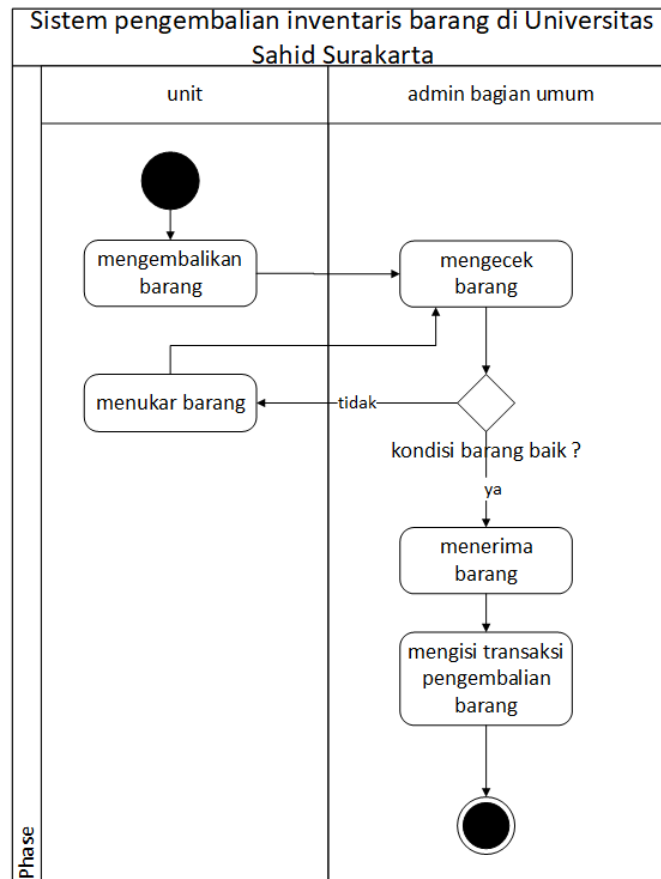 Sistem pengembalian inventaris barang di Universitas
Sahid Surakarta
unit
admin bagian umum
mengembalikan
barang
mengecek
barang
menukar barang
tidak
kondisi barang baik ?
ya
menerima
barang
mengisi transaksi
pengembalian
barang
Phase